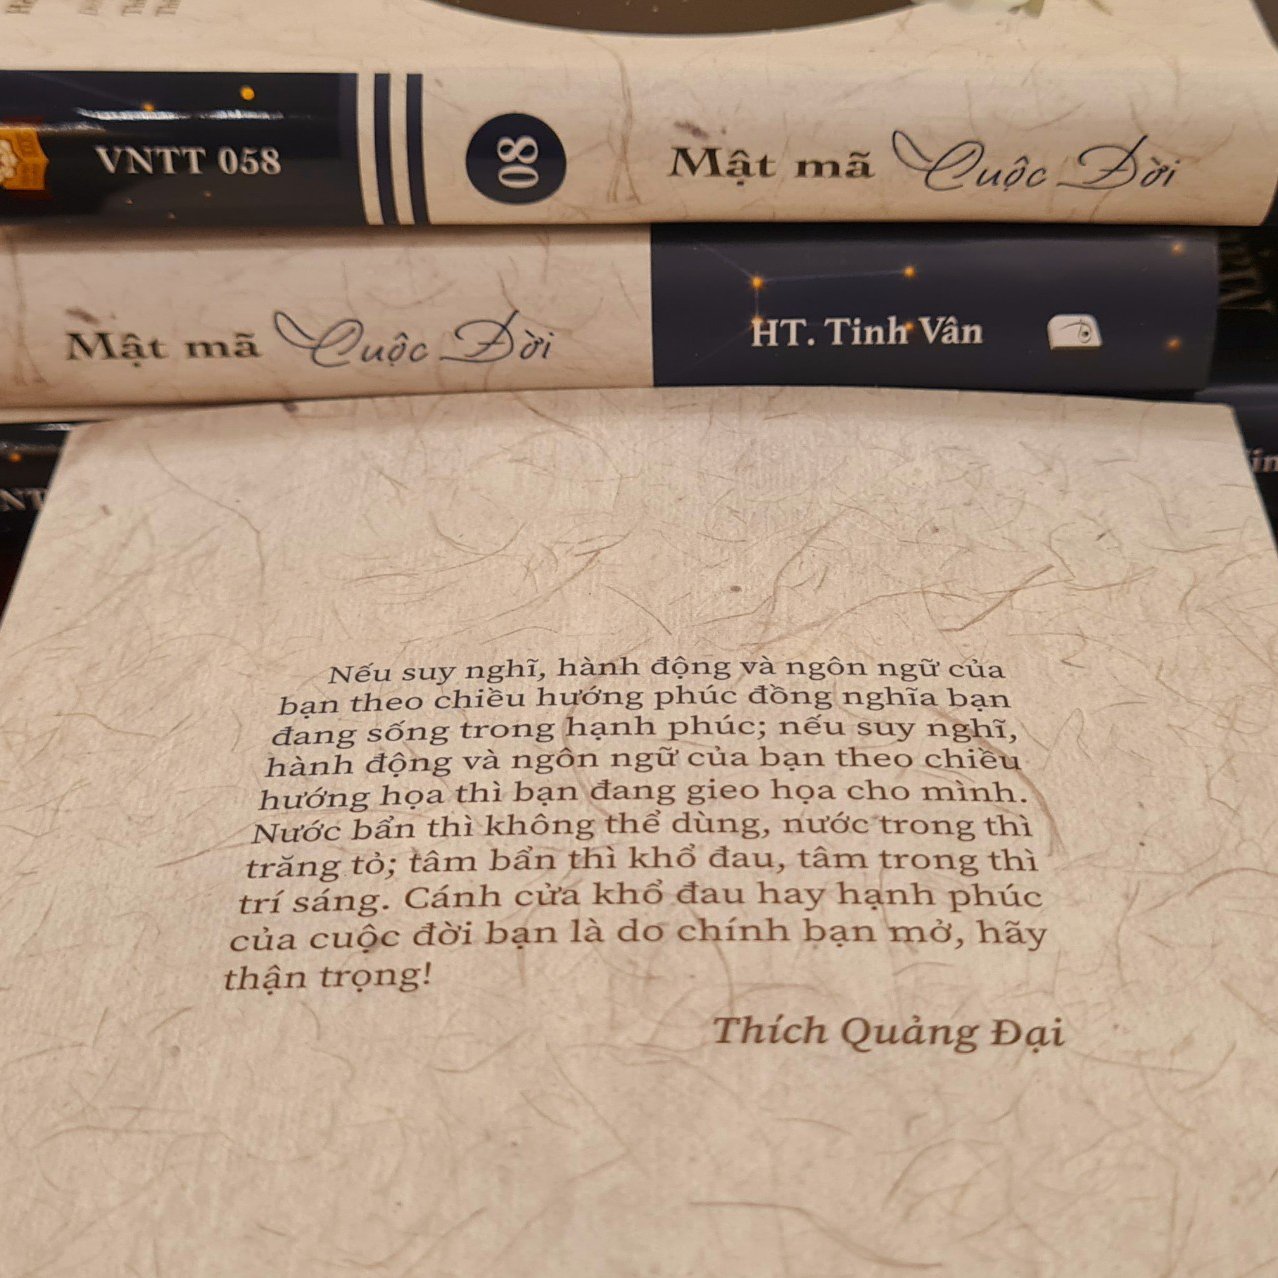 VNTT 058
08
Mật mã Cuộc Đời
Mật mã Cuộc Đời
HT. Tinh Vân
Nếu suy nghĩ, hành động và ngôn ngữ của
bạn theo chiều hướng phúc đồng nghĩa bạn
đang sống trong hạnh phúc; nếu suy nghĩ,
hành động và ngôn ngữ của bạn theo chiều
hướng họa thì bạn đang gieo họa cho mình.
Nước bẩn thì không thể dùng, nước trong thì
trăng tỏ; tâm bẩn thì khổ đau, tâm trong thì
trí sáng. Cánh cửa khổ đau hay hạnh phúc
của cuộc đời bạn là do chính bạn mở, hãy
thận trọng!
Thích Quảng Đại